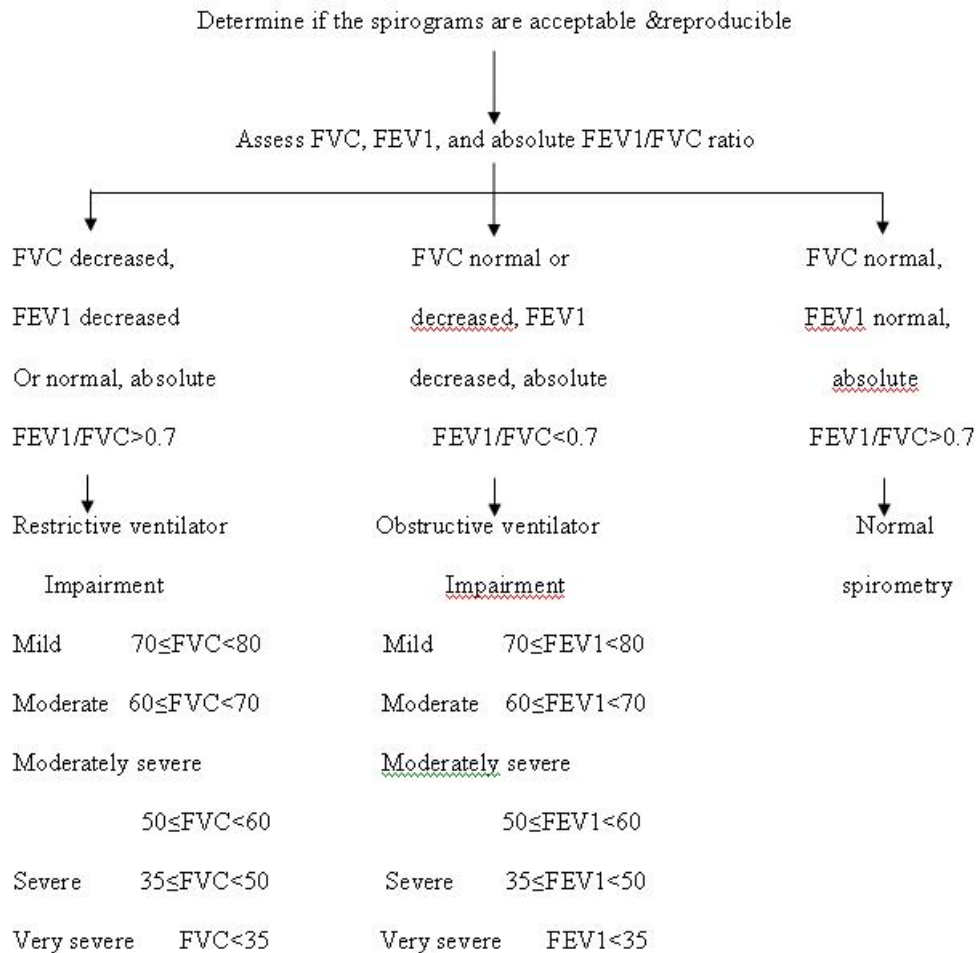 Determine if the spirograms are acceptable &reproducible
Assess FVC, FEV1, and absolute FEV1/FVC ratio
FVC decreased,
FEV1 decreased
Or normal, absolute
FEV1/FVC>0.7
Restrictive ventilator
Impairment
Mild 70≤FVC<80
Moderate 60≤FVC<70
Moderately severe
50≤FVC<60
Severe 35≤FVC<50
Very severe FVC<35
FVC normal or
decreased, FEV1
decreased, absolute
FEV1/FVC<0.7
Obstructive ventilator
Impairment
Mild 70≤FEV1<80
Moderate 60≤FEV1<70
Moderately severe
50≤FEV1<60
Severe 35≤FEV1<50
Very severe FEV1<35
FVC normal,
FEV1 normal,
absolute
FEV1/FVC>0.7
Normal
spirometry